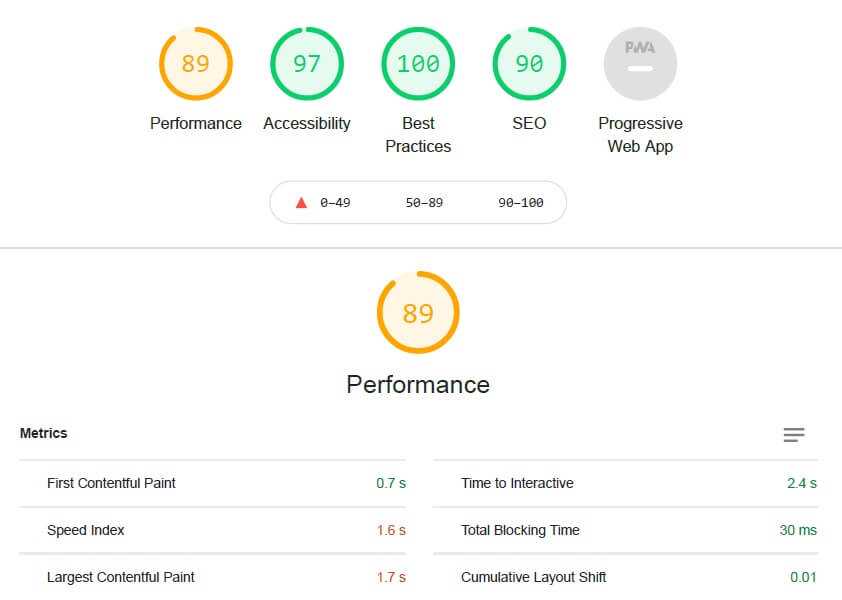 89 97 100 90 PWA
Performance Accessibility Best Practices SEO Progressive Web App
0–49 50–89 90–100
89
Performance
Metrics
First Contentful Paint 0.7 s
Time to Interactive 2.4 s
Speed Index 1.6 s
Total Blocking Time 30 ms
Largest Contentful Paint 1.7 s
Cumulative Layout Shift 0.01